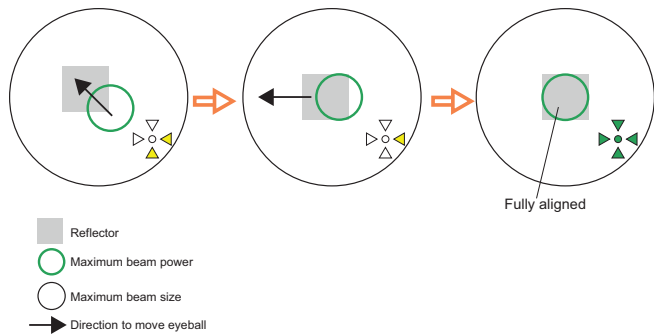 Fully aligned
Reflector
Maximum beam power
Maximum beam size
Direction to move eyeball